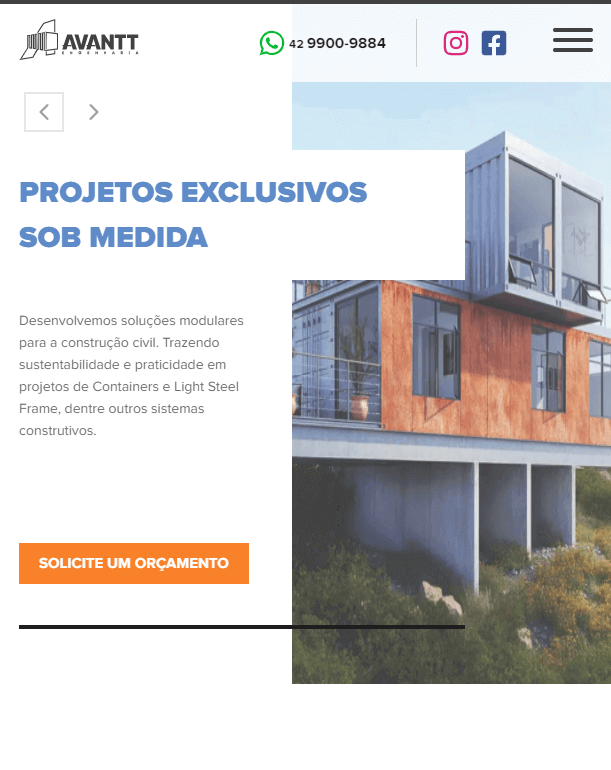 AVANTT
ENGENHARIA
42 9900-9884
PROJETOS EXCLUSIVOS
SOB MEDIDA
Desenvolvemos soluções modulares
para a construção civil. Trazendo
sustentabilidade e praticidade em
projetos de Containers e Light Steel
Frame, dentre outros sistemas
construtivos.
SOLICITE UM ORÇAMENTO